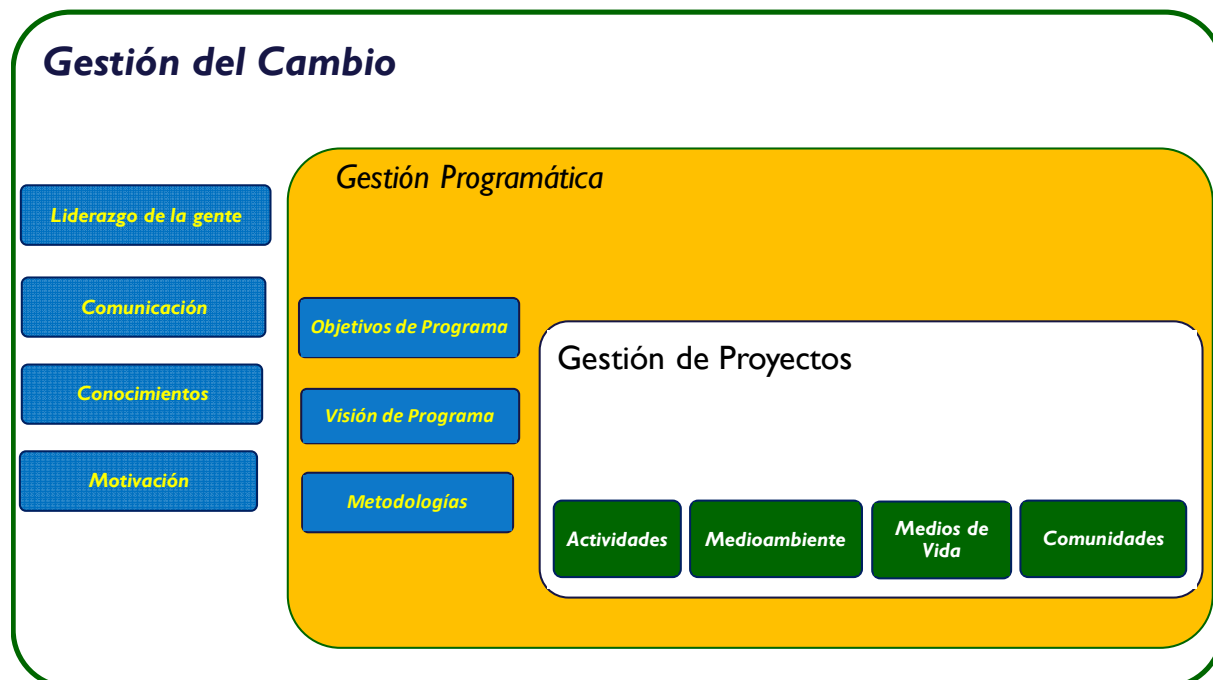 Gestión del Cambio
Gestión Programática
Liderazgo de la gente
Comunicación
Conocimientos
Motivación
Objetivos de Programa
Visión de Programa
Metodologías
Gestión de Proyectos
Actividades
Medioambiente
Medios de
Vida
Comunidades